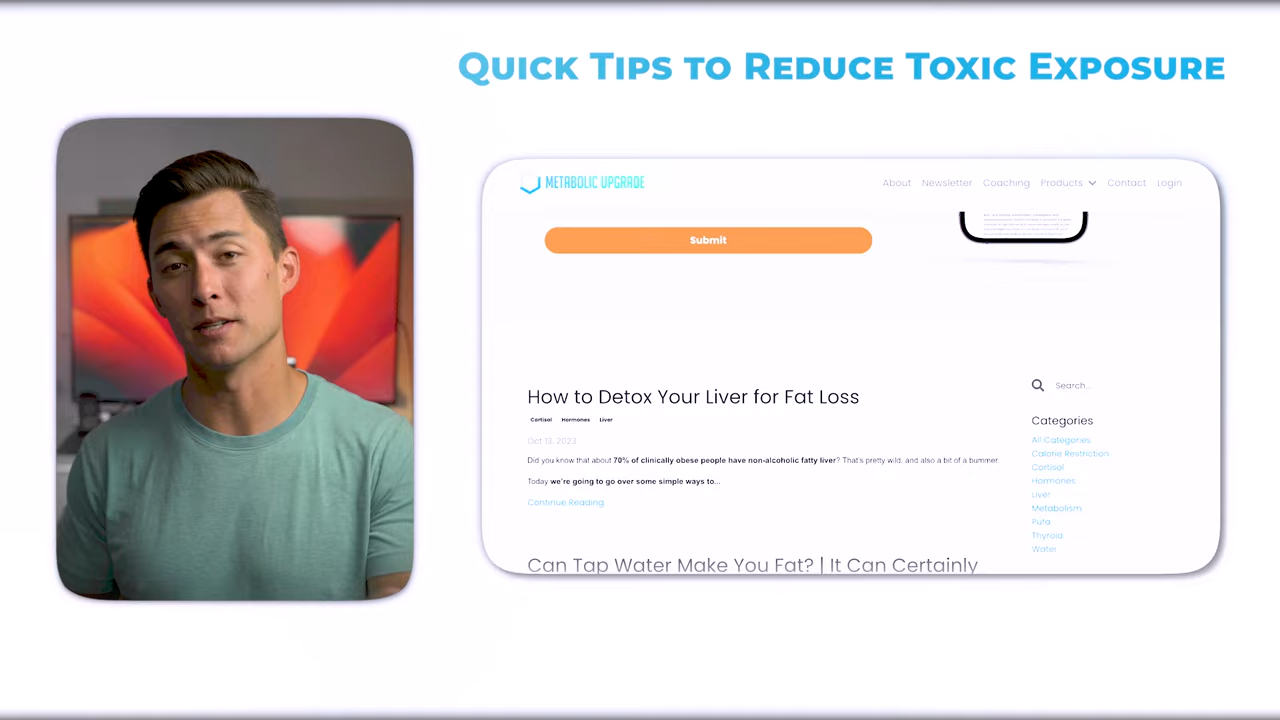 Quick Tips to Reduce Toxic Exposure
METABOLIC UPGRADE
About Newsletter Coaching Products Contact Login
Submit
How to Detox Your Liver for Fat Loss
Cortisol Hormones Liver
Oct 13, 2023
Did you know that about 70% of clinically obese people have non-alcoholic fatty liver? That's pretty wild, and also a bit of a bummer.
Today we're going to go over some simple ways to...
Continue Reading
Can Tap Water Make You Fat? | It Can Certainly
Search...
Categories
All Categories
Calorie Restriction
Cortisol
Hormones
Liver
Metabolism
Pufa
Thyroid
Water